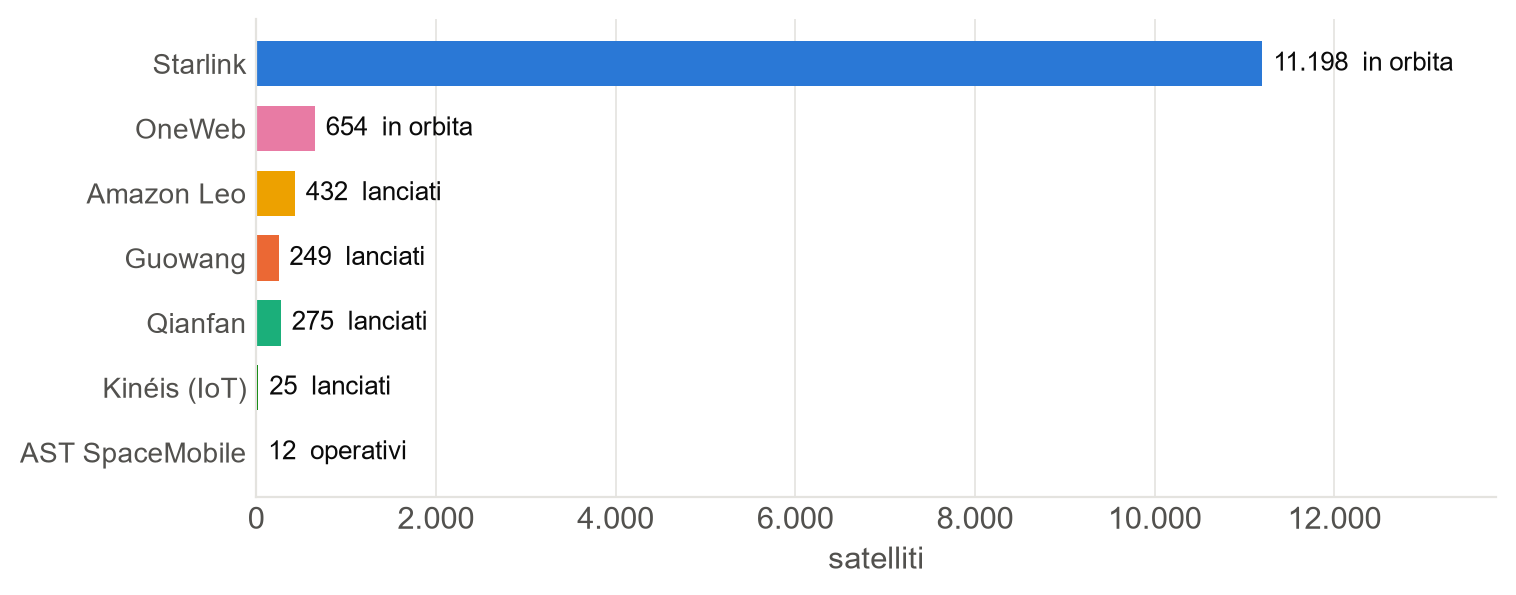 Starlink 11.198 in orbita
OneWeb 654 in orbita
Amazon Leo 432 lanciati
Guowang 249 lanciati
Qianfan 275 lanciati
Kinéis (IoT) 25 lanciati
AST SpaceMobile 12 operativi
0 2.000 4.000 6.000 8.000 10.000 12.000
satelliti